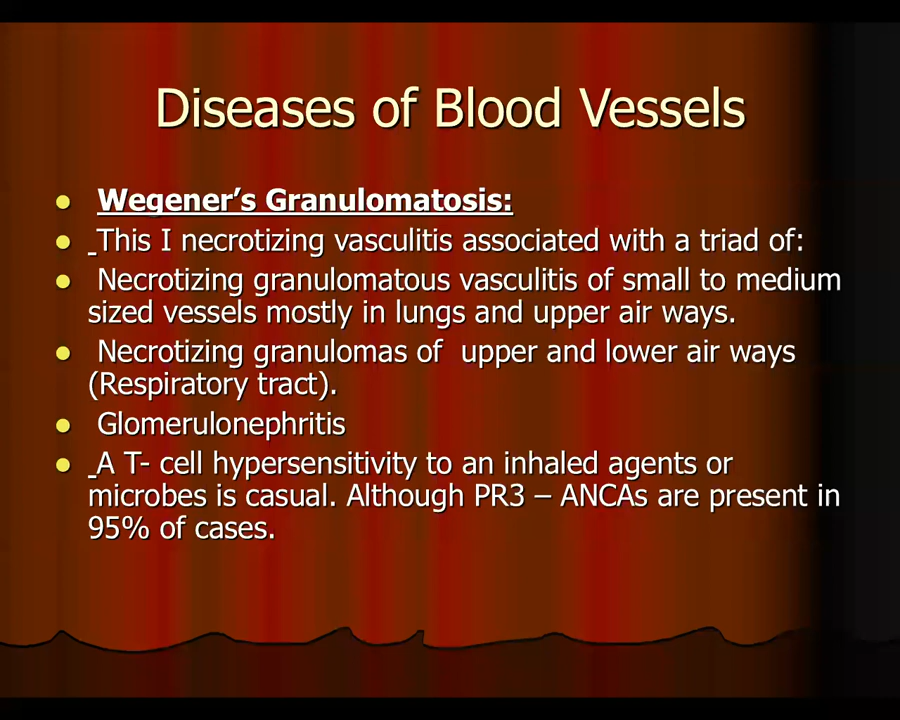 Diseases of Blood Vessels
Wegener’s Granulomatosis:
This I necrotizing vasculitis associated with a triad of:
Necrotizing granulomatous vasculitis of small to medium
sized vessels mostly in lungs and upper air ways.
Necrotizing granulomas of upper and lower air ways
(Respiratory tract).
Glomerulonephritis
A T- cell hypersensitivity to an inhaled agents or
microbes is casual. Although PR3 – ANCAs are present in
95% of cases.